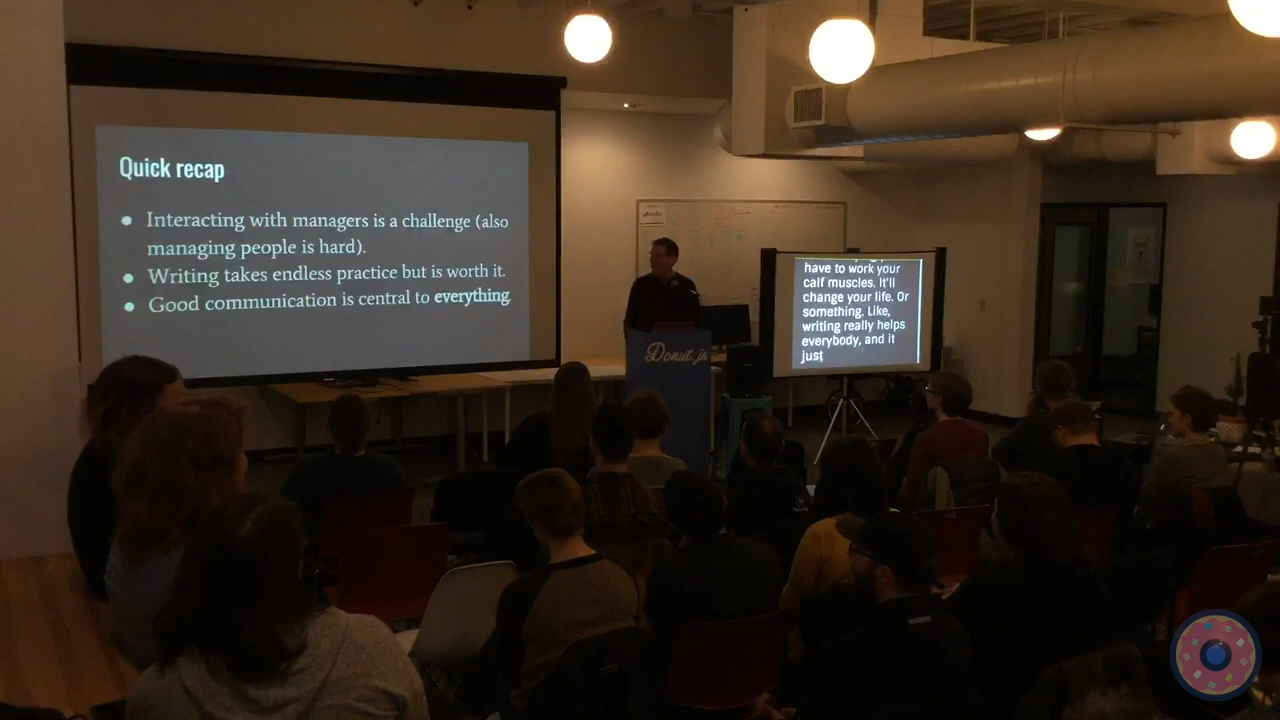 Quick recap
● Interacting with managers is a challenge (also
managing people is hard).
● Writing takes endless practice but is worth it.
● Good communication is central to everything.
Donut.js
have to work your
calf muscles. It'll
change your life. Or
something. Like,
writing really helps
everybody, and it
just